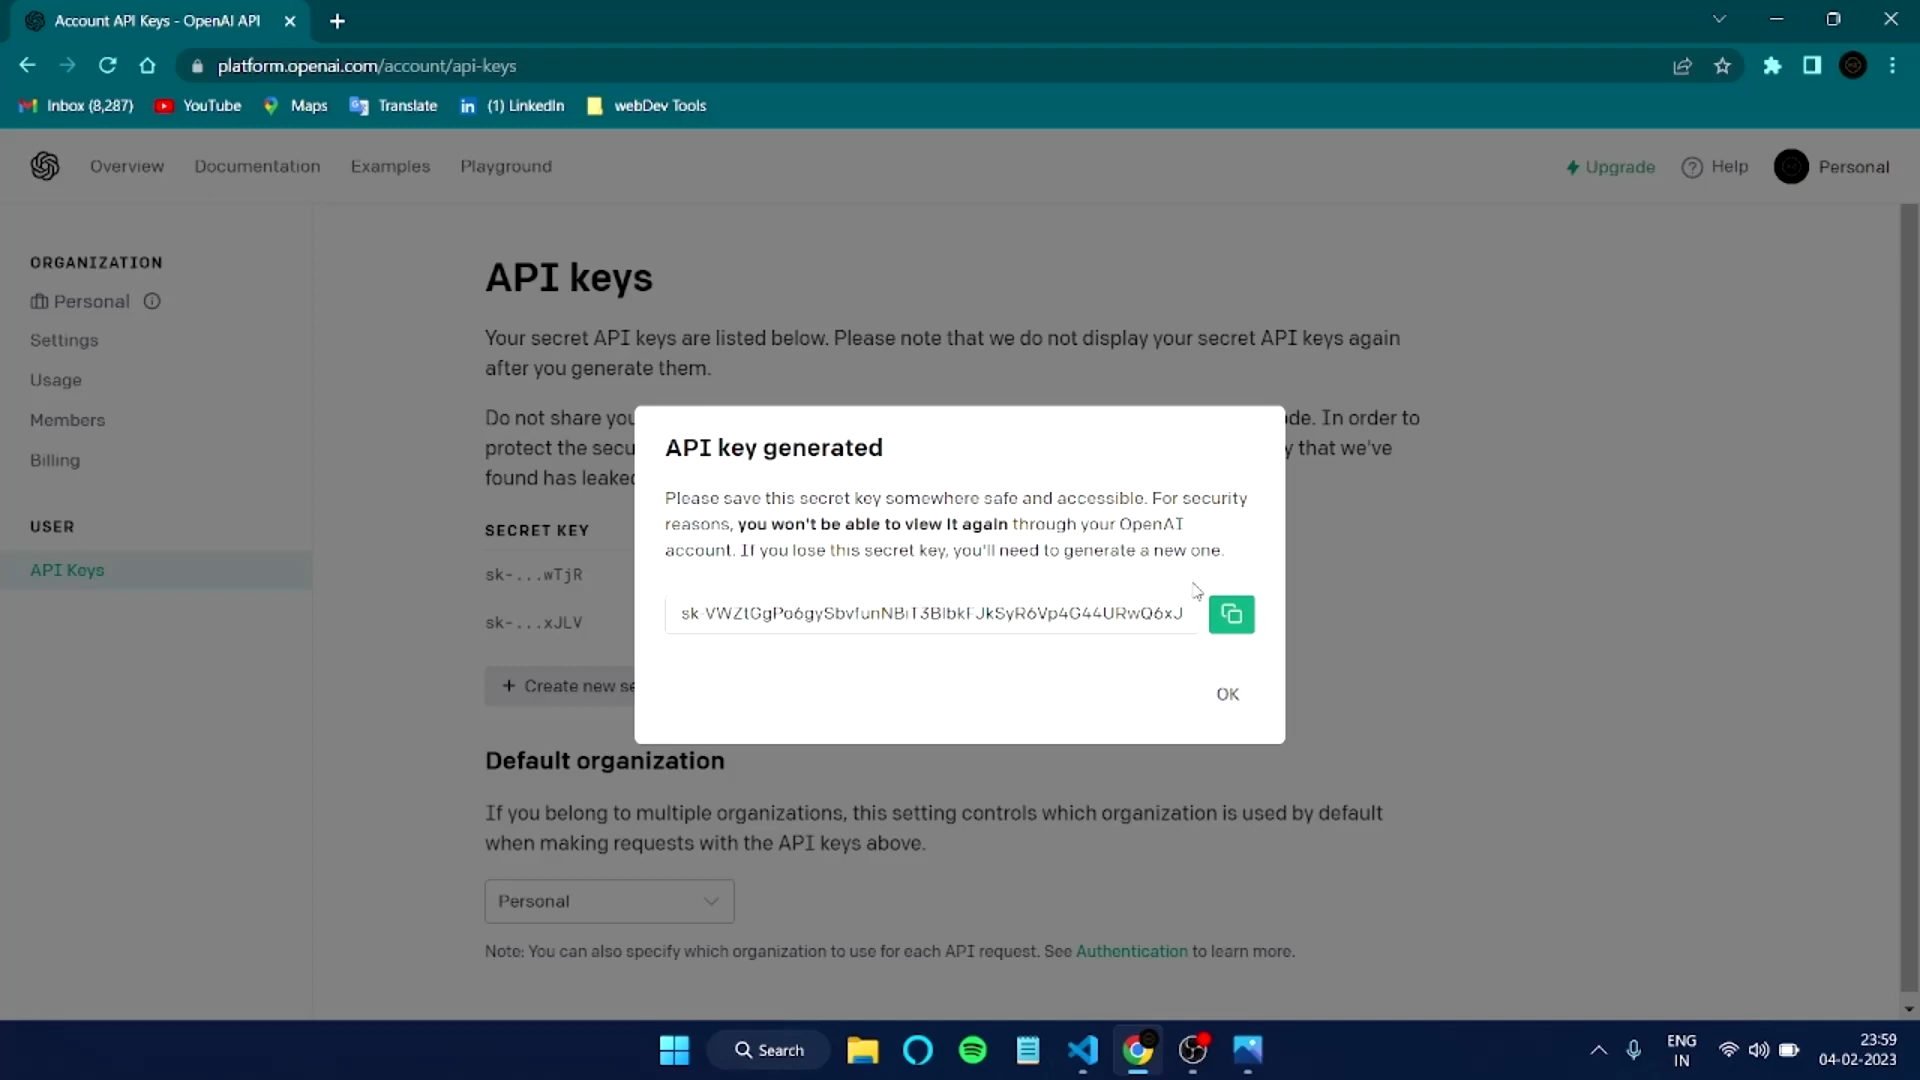 Account API Keys - OpenAI API
platform.openai.com/account/api-keys
Inbox (8,287) YouTube Maps Translate (1) LinkedIn webDev Tools
Overview Documentation Examples Playground Upgrade Help Personal
ORGANIZATION
Personal
Settings
Usage
Members
Billing
USER
API Keys
API keys
Your secret API keys are listed below. Please note that we do not display your secret API keys again
after you generate them.
Do not share you de. In order to
protect the secu y that we've
found has leaked
SECRET KEY
sk-...wTjR
sk-...xJLV
+ Create new se
API key generated
Please save this secret key somewhere safe and accessible. For security
reasons, you won't be able to view it again through your OpenAI
account. If you lose this secret key, you'll need to generate a new one.
OK
Default organization
If you belong to multiple organizations, this setting controls which organization is used by default
when making requests with the API keys above.
Personal
Note: You can also specify which organization to use for each API request. See Authentication to learn more.
Search
ENG
IN
23:59
04-02-2023